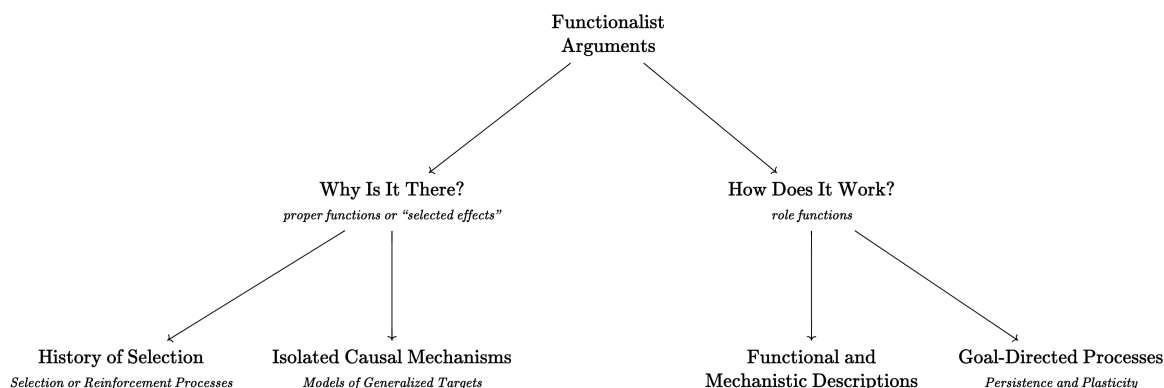 Functionalist
Arguments
Why Is It There?
proper functions or “selected effects”
How Does It Work?
role functions
History of Selection
Selection or Reinforcement Processes
Isolated Causal Mechanisms
Models of Generalized Targets
Functional and
Mechanistic Descriptions
Goal-Directed Processes
Persistence and Plasticity